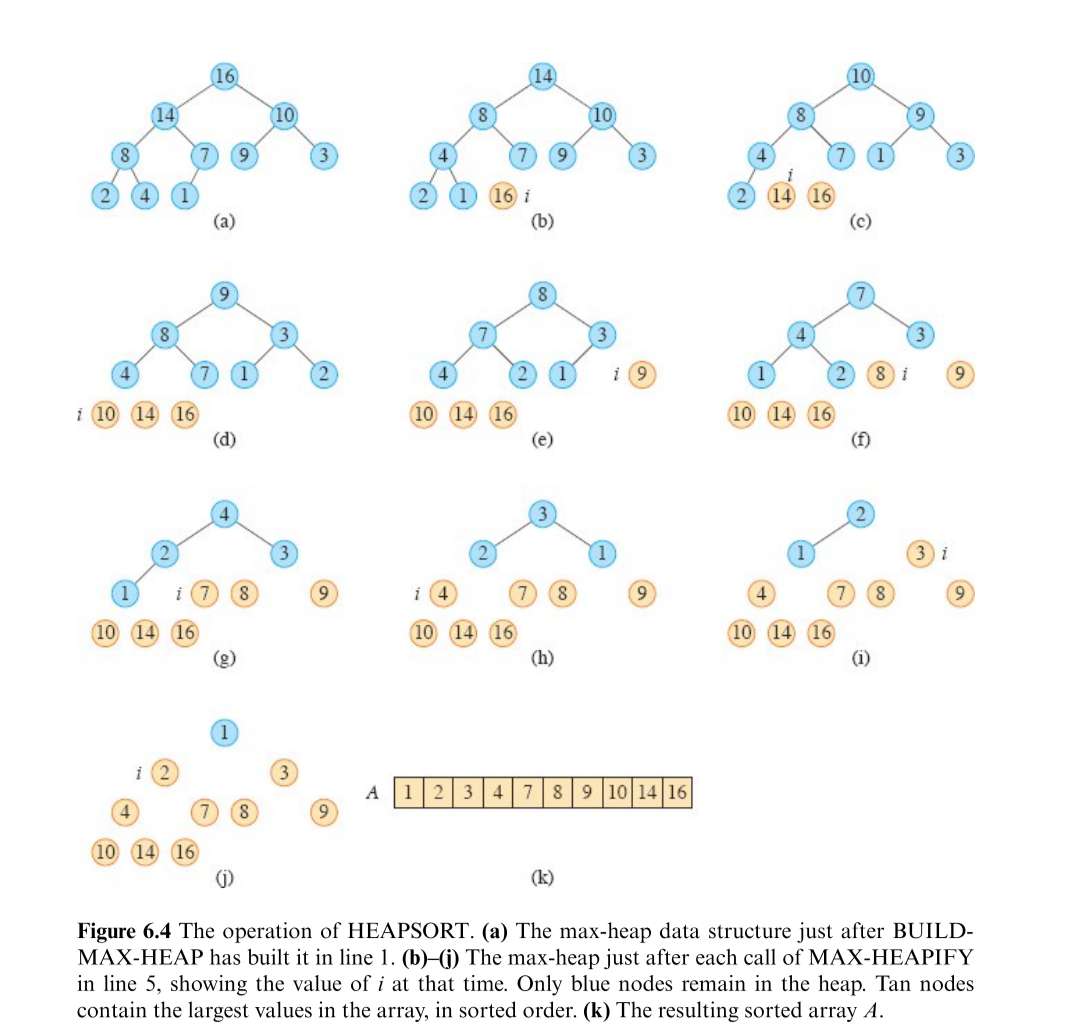 16
14
10
14
8
10
10
8
9
8 7 9 3
4 7 9 3
4 7 1 3
i
2 4 1
2 1 16 i
2 14 16
(a)
(b)
(c)
9
8
7
8 3
7 3
4 3
4 7 1 2
4 2 1 i 9
1 2 8 i 9
i 10 14 16
10 14 16
10 14 16
(d)
(e)
(f)
4
3
2
2 3
2 1
1 3 i
1 i 7 8 9
i 4 7 8 9
4 7 8 9
10 14 16
10 14 16
10 14 16
(g)
(h)
(i)
1
i 2 3
A 1 2 3 4 7 8 9 10 14 16
4 7 8 9
10 14 16
(j)
(k)
Figure 6.4 The operation of HEAPSORT. (a) The max-heap data structure just after BUILD-
MAX-HEAP has built it in line 1. (b)–(j) The max-heap just after each call of MAX-HEAPIFY
in line 5, showing the value of i at that time. Only blue nodes remain in the heap. Tan nodes
contain the largest values in the array, in sorted order. (k) The resulting sorted array A.